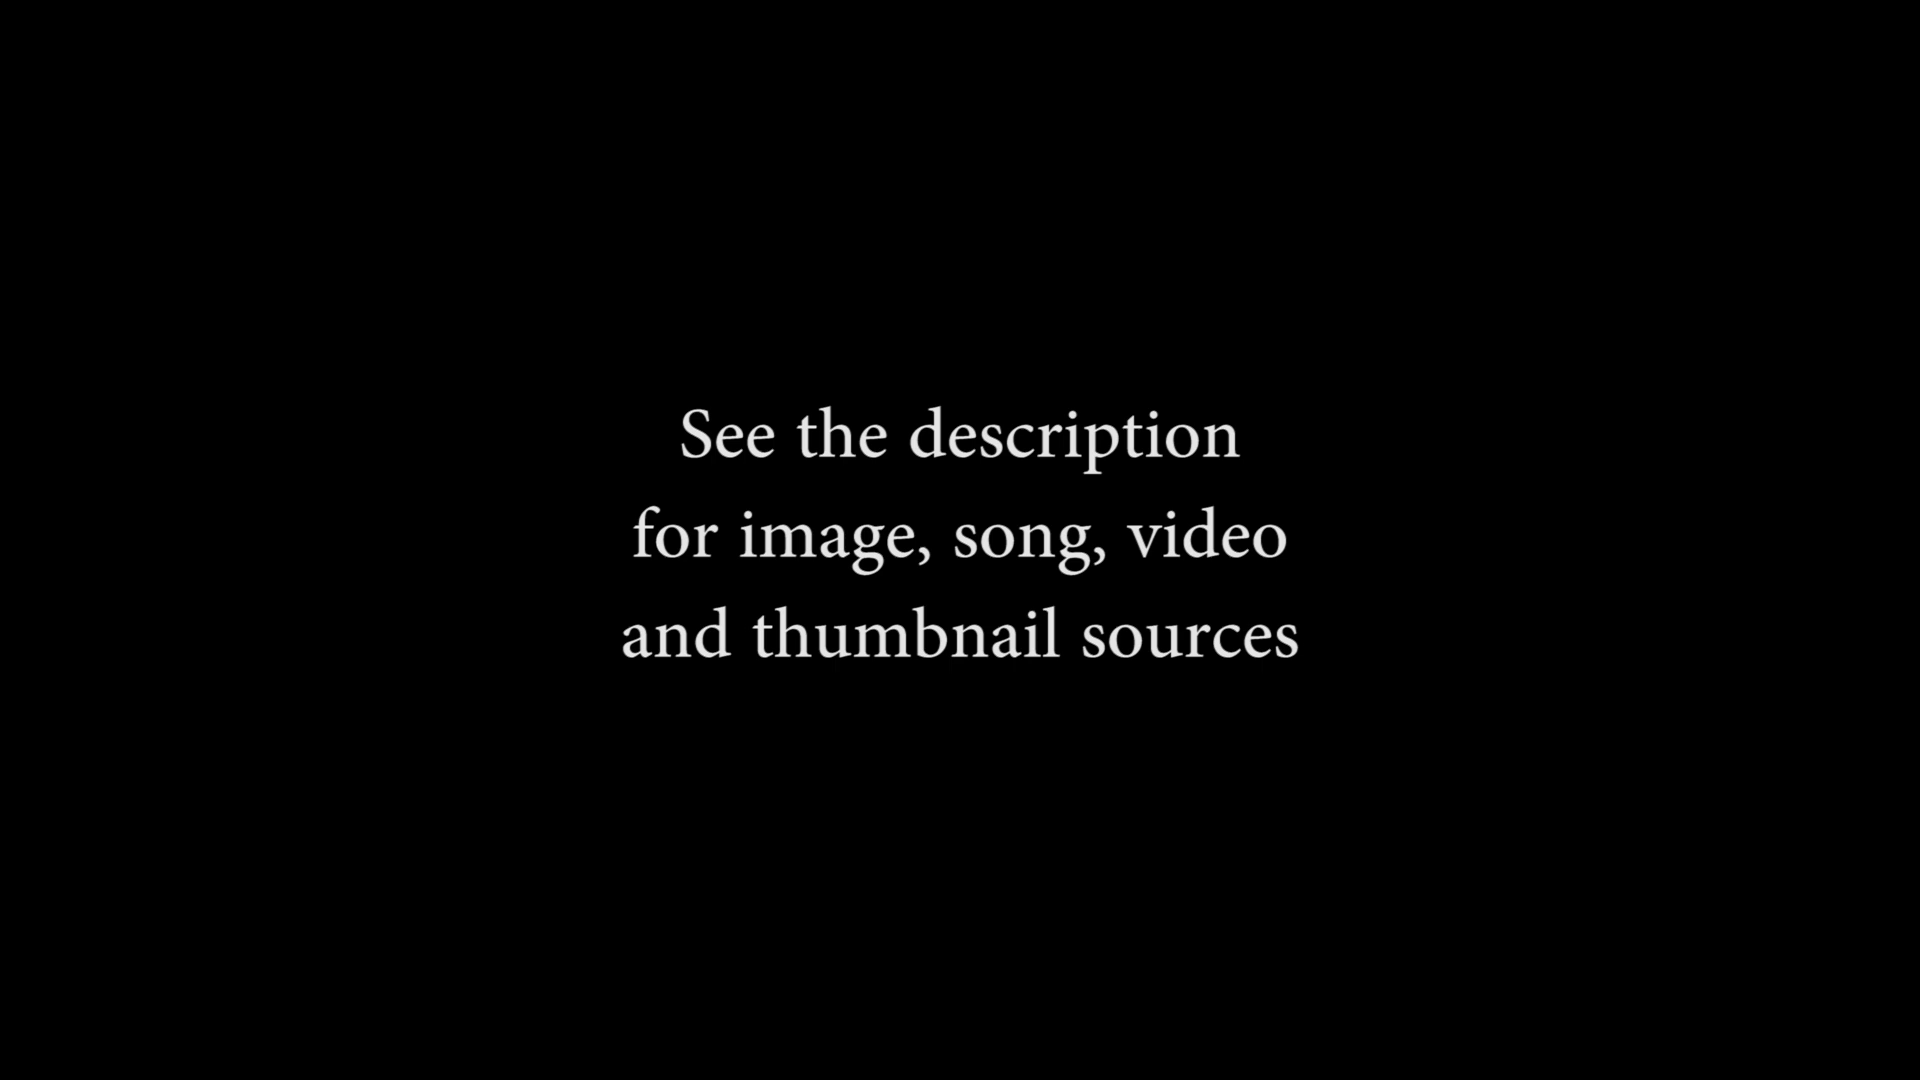 See the description
for image, song, video
and thumbnail sources